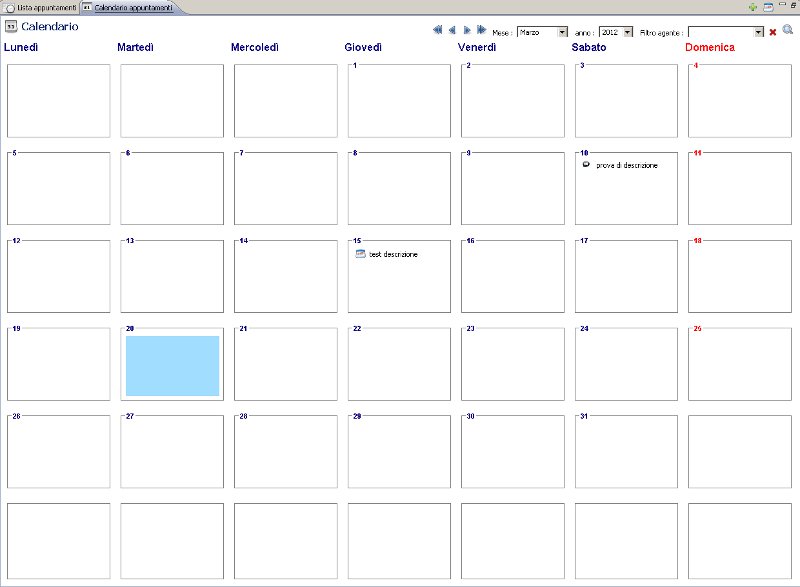 Lista appuntamenti Calendario appuntamenti
Calendario
Mese : Marzo anno : 2012 Filtro agente :
Lunedì Martedì Mercoledì Giovedì Venerdì Sabato Domenica
1 2 3 4
5 6 7 8 9 10 11
prova di descrizione
12 13 14 15 16 17 18
test descrizione
19 20 21 22 23 24 25
26 27 28 29 30 31